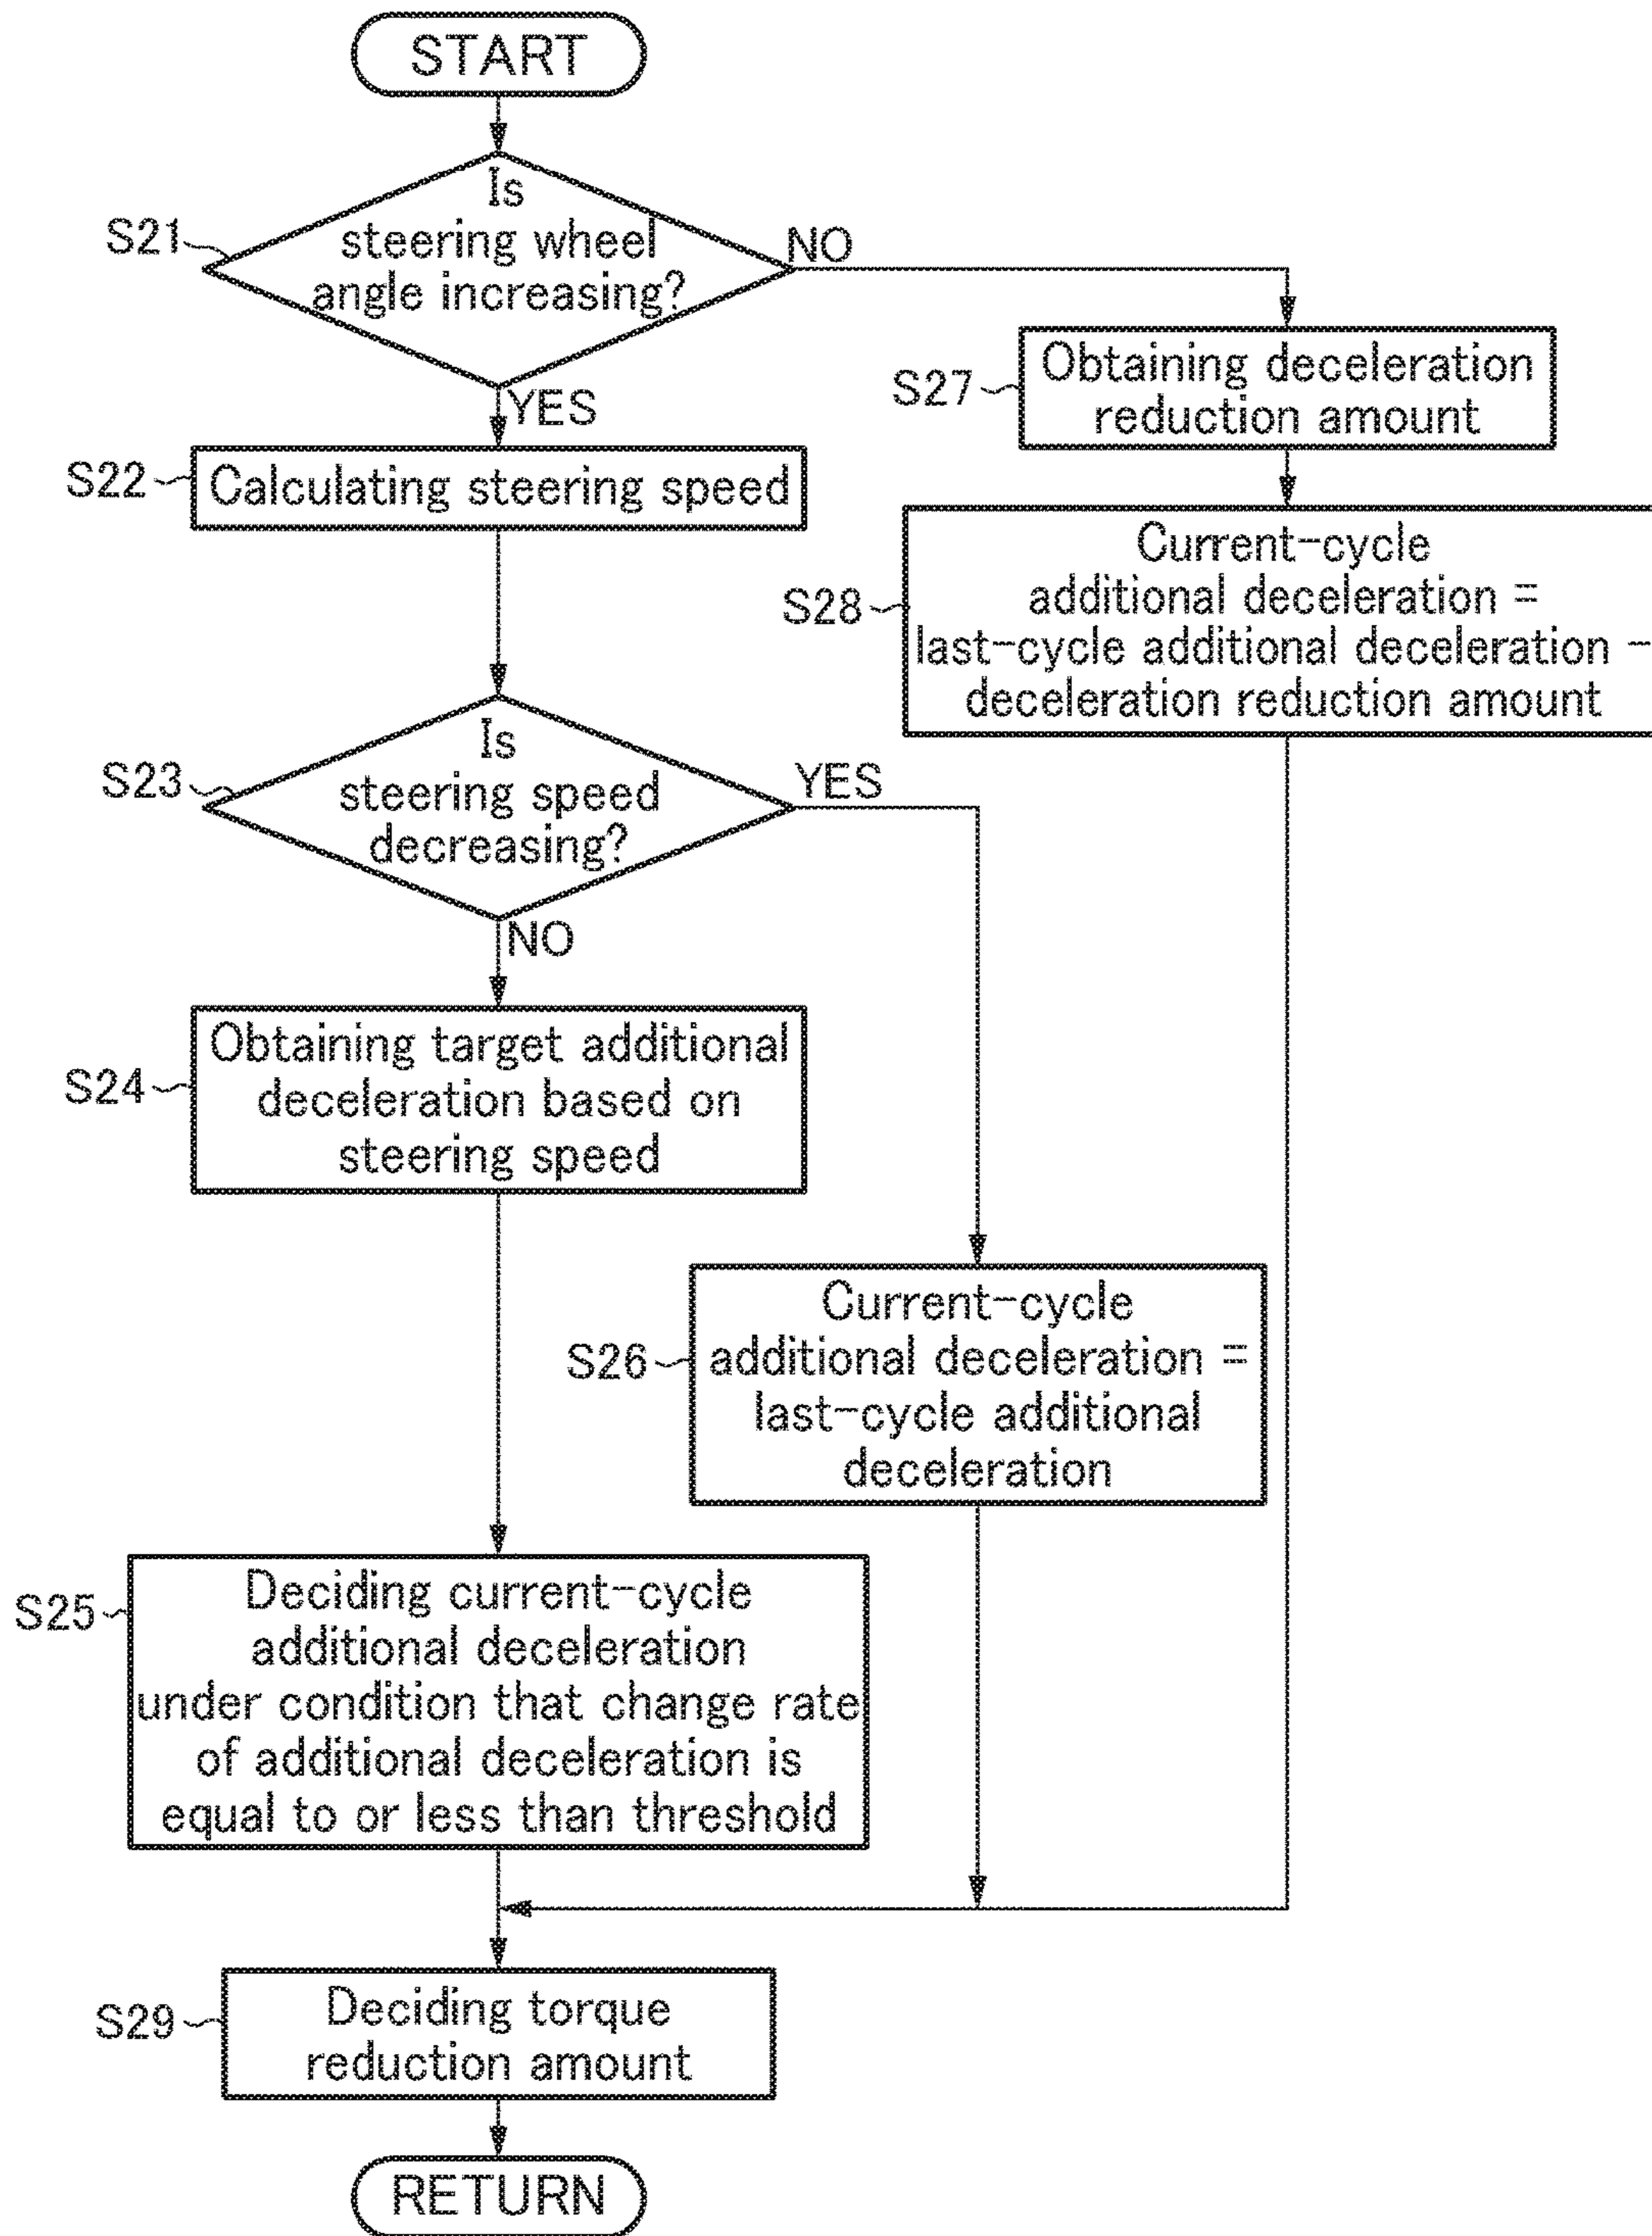 START
Is
steering wheel
angle increasing?
S21
NO
YES
S27
Obtaining deceleration
reduction amount
S22
Calculating steering speed
S28
Current-cycle
additional deceleration =
last-cycle additional deceleration -
deceleration reduction amount
S23
Is
steering speed
decreasing?
YES
NO
S24
Obtaining target additional
deceleration based on
steering speed
S26
Current-cycle
additional deceleration =
last-cycle additional
deceleration
S25
Deciding current-cycle
additional deceleration
under condition that change rate
of additional deceleration is
equal to or less than threshold
S29
Deciding torque
reduction amount
RETURN